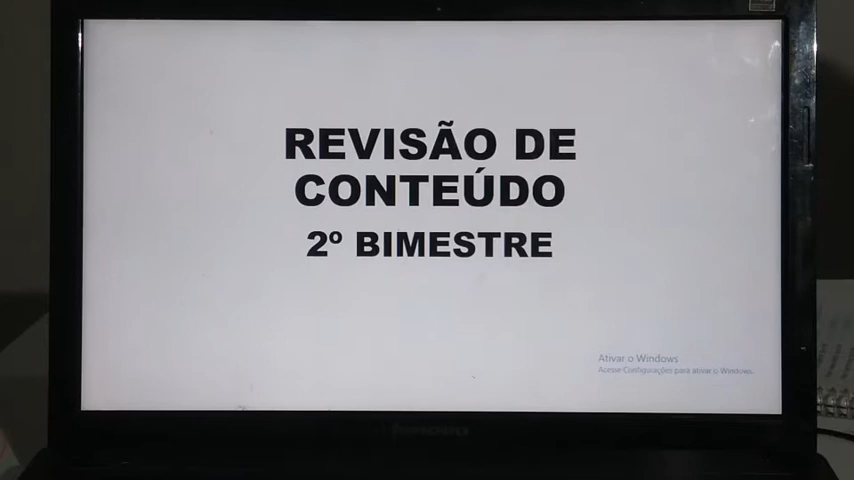 REVISÃO DE
CONTEÚDO
2º BIMESTRE
Ativar o Windows
Acesse Configurações para ativar o Windows.